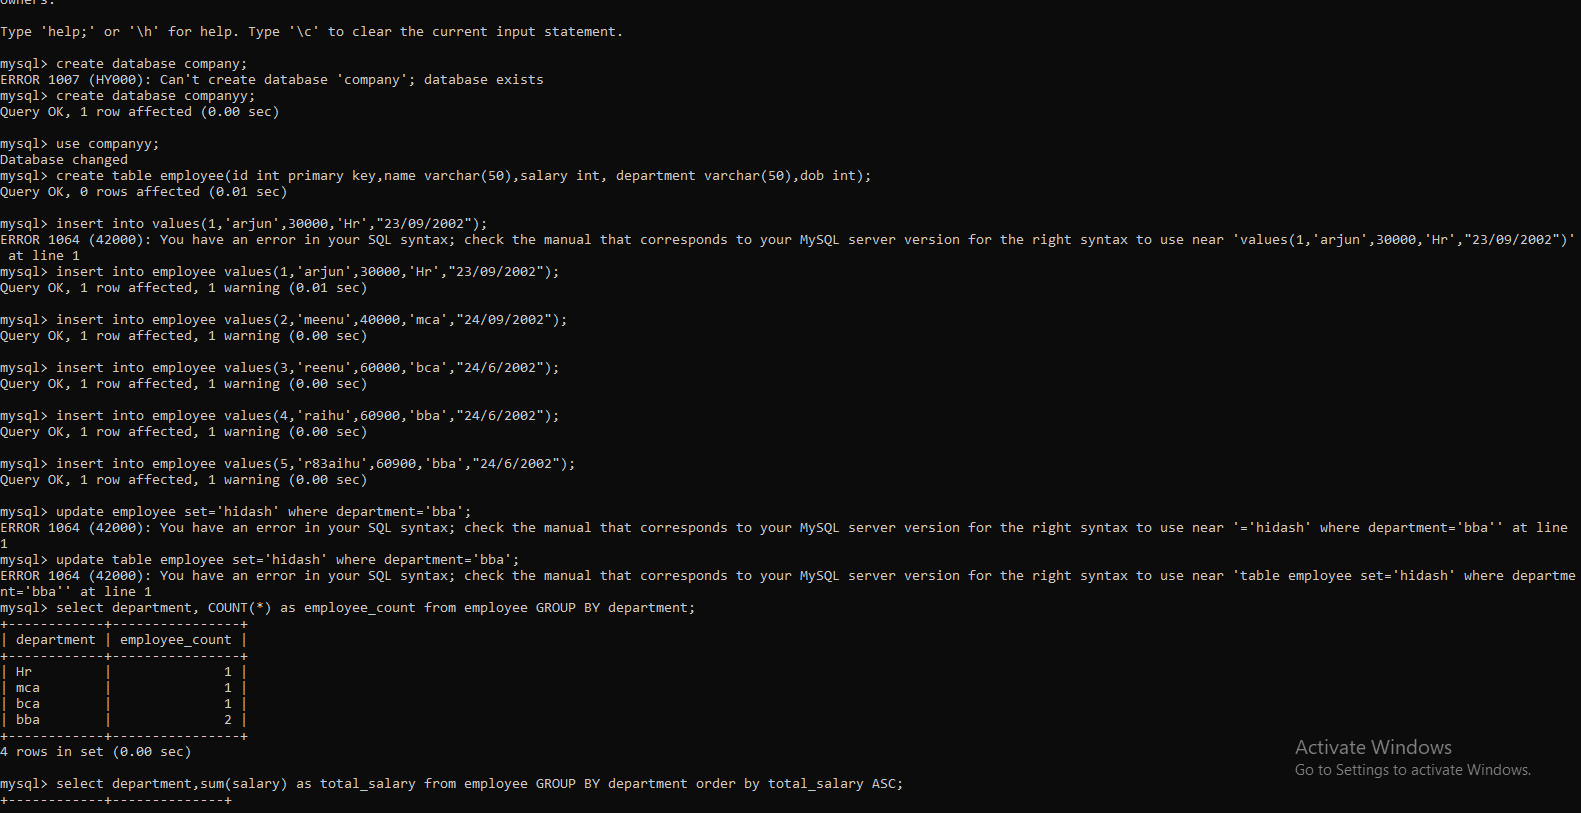 owners.
Type 'help;' or '\h' for help. Type '\c' to clear the current input statement.
mysql> create database company;
ERROR 1007 (HY000): Can't create database 'company'; database exists
mysql> create database companyy;
Query OK, 1 row affected (0.00 sec)
mysql> use companyy;
Database changed
mysql> create table employee(id int primary key,name varchar(50),salary int, department varchar(50),dob int);
Query OK, 0 rows affected (0.01 sec)
mysql> insert into values(1,'arjun',30000,'Hr',"23/09/2002");
ERROR 1064 (42000): You have an error in your SQL syntax; check the manual that corresponds to your MySQL server version for the right syntax to use near 'values(1,'arjun',30000,'Hr',"23/09/2002")'
 at line 1
mysql> insert into employee values(1,'arjun',30000,'Hr',"23/09/2002");
Query OK, 1 row affected, 1 warning (0.01 sec)
mysql> insert into employee values(2,'meenu',40000,'mca',"24/09/2002");
Query OK, 1 row affected, 1 warning (0.00 sec)
mysql> insert into employee values(3,'reenu',60000,'bca',"24/6/2002");
Query OK, 1 row affected, 1 warning (0.00 sec)
mysql> insert into employee values(4,'raihu',60900,'bba',"24/6/2002");
Query OK, 1 row affected, 1 warning (0.00 sec)
mysql> insert into employee values(5,'r83aihu',60900,'bba',"24/6/2002");
Query OK, 1 row affected, 1 warning (0.00 sec)
mysql> update employee set='hidash' where department='bba';
ERROR 1064 (42000): You have an error in your SQL syntax; check the manual that corresponds to your MySQL server version for the right syntax to use near '='hidash' where department='bba'' at line
1
mysql> update table employee set='hidash' where department='bba';
ERROR 1064 (42000): You have an error in your SQL syntax; check the manual that corresponds to your MySQL server version for the right syntax to use near 'table employee set='hidash' where departme
nt='bba'' at line 1
mysql> select department, COUNT(*) as employee_count from employee GROUP BY department;
+------------+----------------+
| department | employee_count |
+------------+----------------+
| Hr         |              1 |
| mca        |              1 |
| bca        |              1 |
| bba        |              2 |
+------------+----------------+
4 rows in set (0.00 sec)
mysql> select department,sum(salary) as total_salary from employee GROUP BY department order by total_salary ASC;
+------------+--------------+
Activate Windows
Go to Settings to activate Windows.